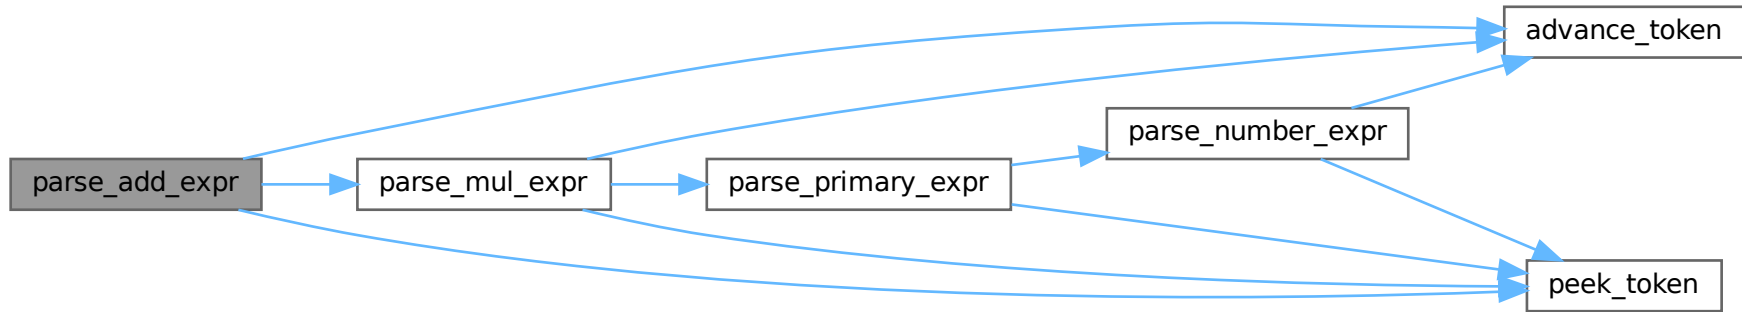 advance_token
parse_number_expr
parse_add_expr
parse_mul_expr
parse_primary_expr
peek_token